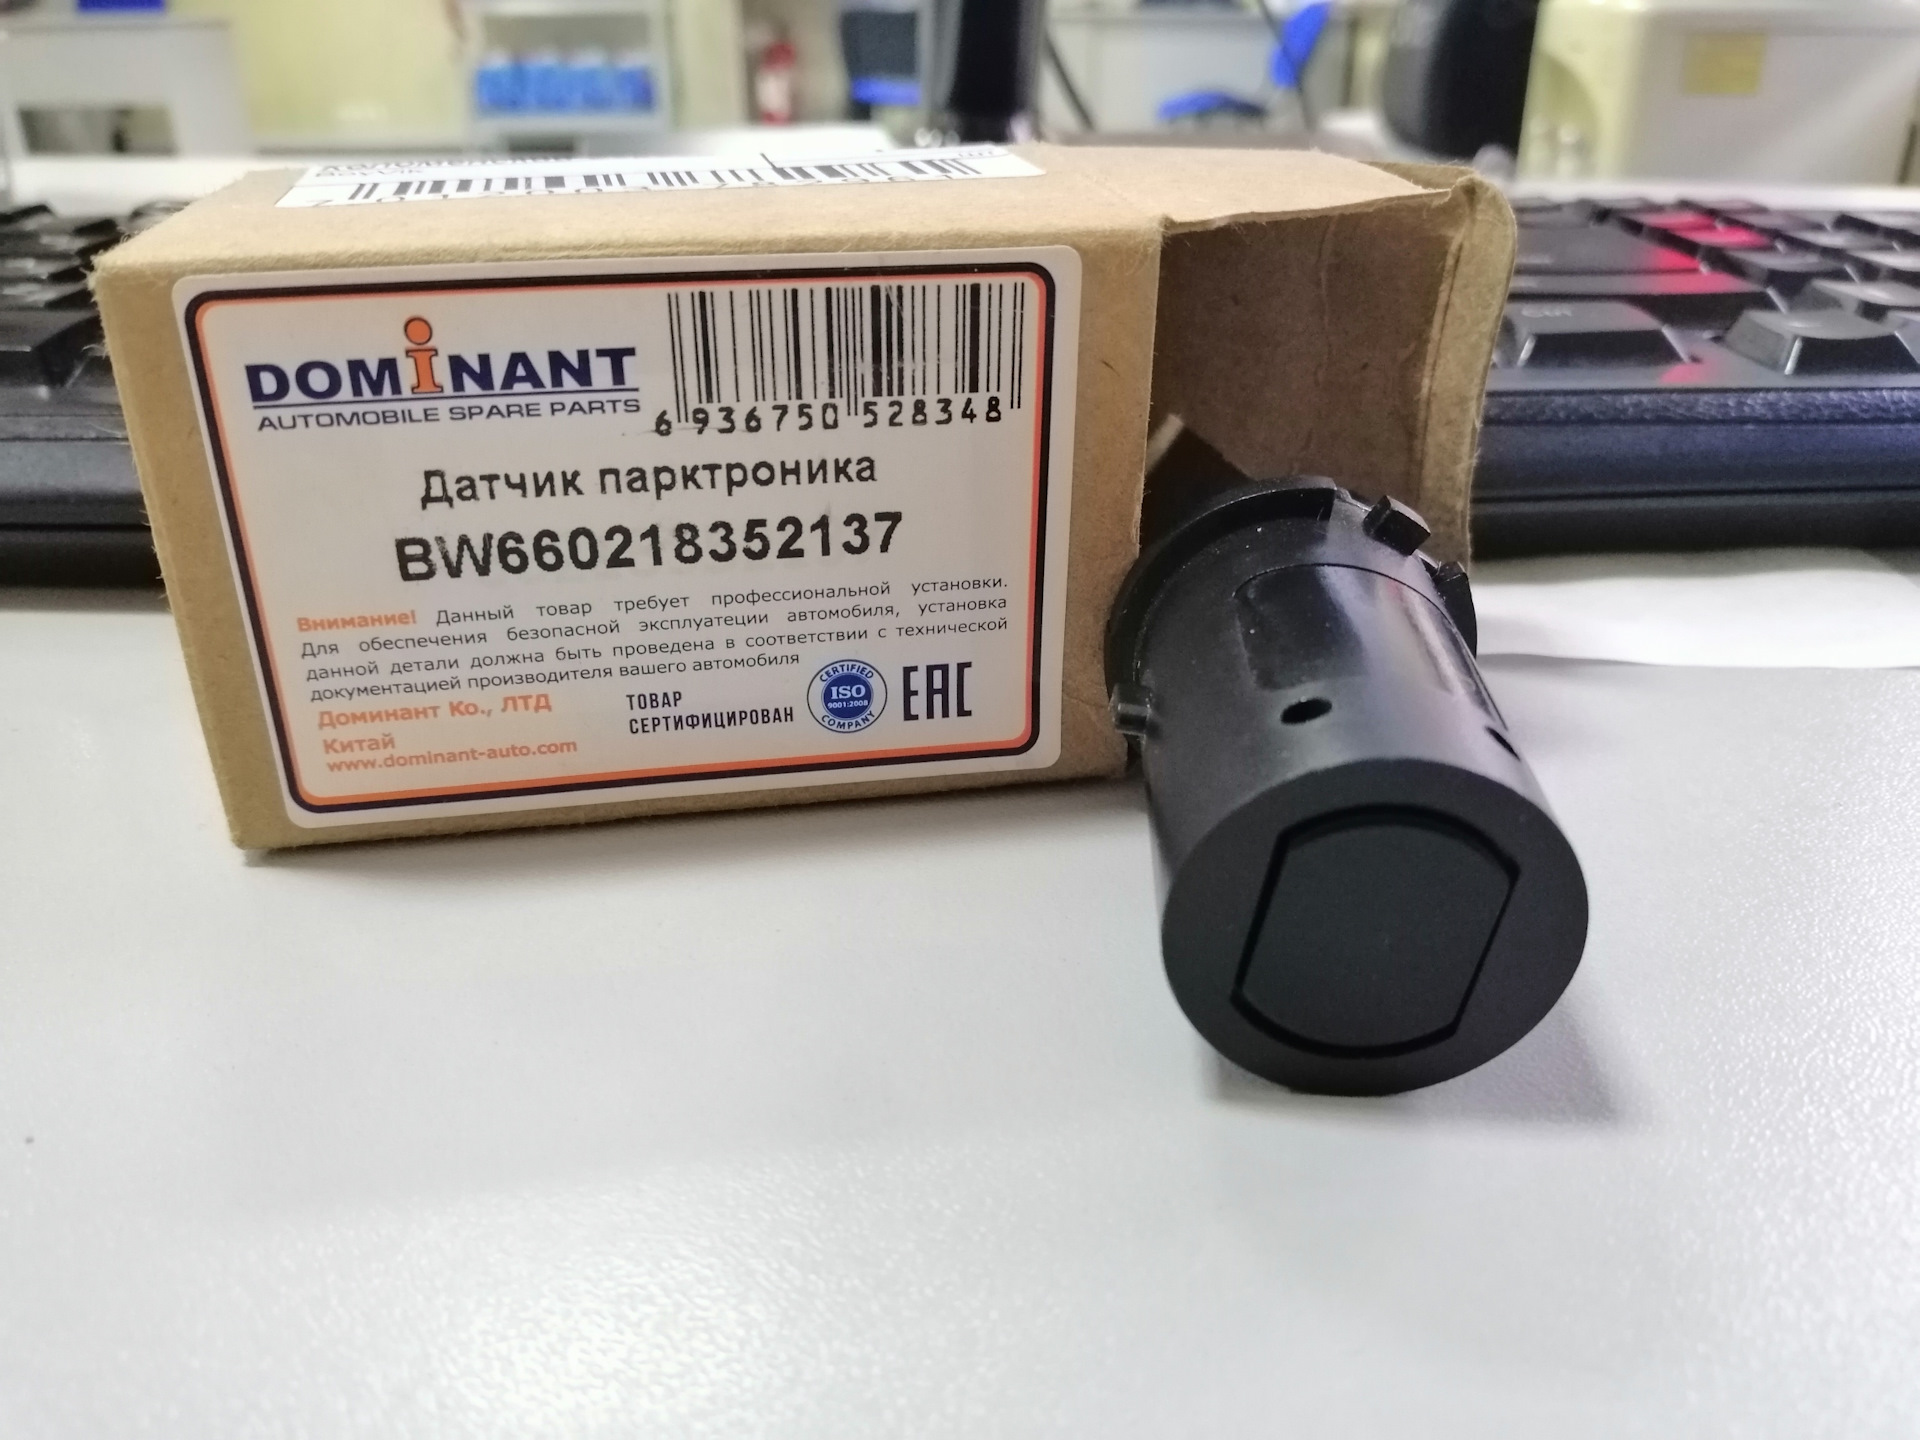 DOMiNANT
AUTOMOBILE SPARE PARTS
6 936750 528348
Датчик парктроника
BW660218352137
Внимание! Данный товар требует профессиональной установки.
Для обеспечения безопасной эксплуатеции автомобиля, установка
данной детали должна быть проведена в соответствии с технической
документацией производителя вашего автомобиля
Доминант Ко., ЛТД
Китай
www.dominant-auto.com
ТОВАР
СЕРТИФИЦИРОВАН
CERTIFIED
ISO
9001:2008
COMPANY
EAC